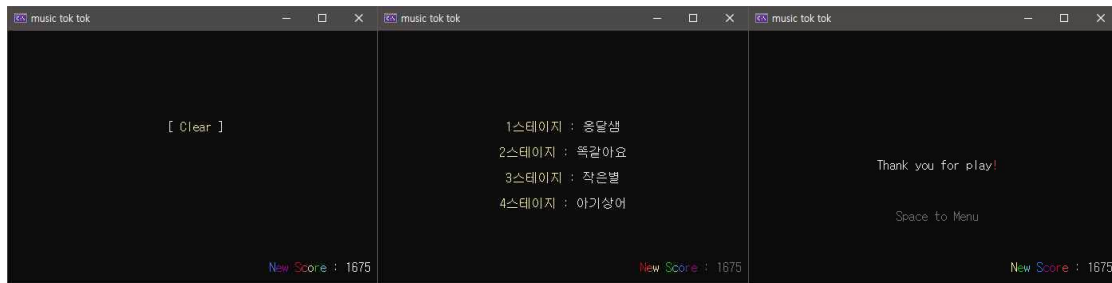 music tok tok
[ Clear ]
New Score : 1675
music tok tok
1스테이지 : 옹달샘
2스테이지 : 똑같아요
3스테이지 : 작은별
4스테이지 : 아기상어
New Score : 1675
music tok tok
Thank you for play!
Space to Menu
New Score : 1675